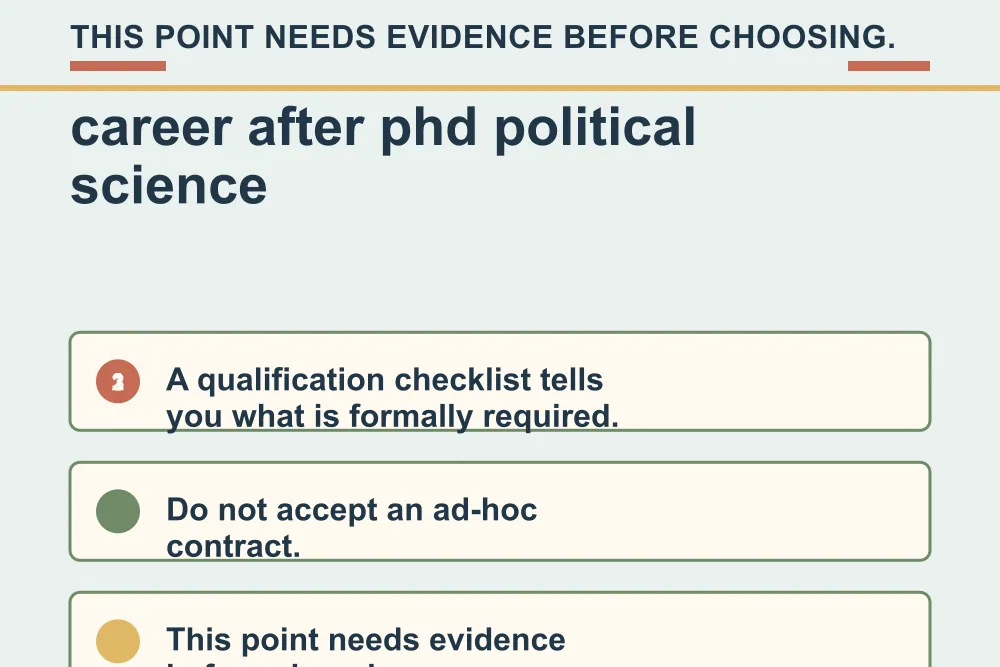 THIS POINT NEEDS EVIDENCE BEFORE CHOOSING.
career after phd political
science
A qualification checklist tells
you what is formally required.
Do not accept an ad-hoc
contract.
This point needs evidence